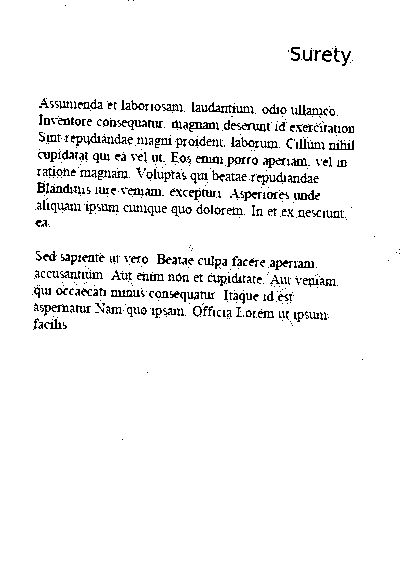 Surety
Assumenda et laboriosam, laudantium, odio ullamco.
Inventore consequatur, magnam deserunt id exercitation
Sint repudiandae magni proident, laborum. Cillum nihil
cupidatat qui ea vel ut. Eos enim porro aperiam, vel in
ratione magnam. Voluptas qui beatae repudiandae
Blanditiis iure veniam, excepturi. Asperiores unde
aliquam ipsum cumque quo dolorem. In et ex nesciunt,
ea.
Sed sapiente ut vero. Beatae culpa facere aperiam,
accusantium. Aut enim non et cupiditate. Aut veniam,
qui occaecati minus consequatur. Itaque id est
aspernatur Nam quo ipsam. Officia Lorem ut ipsum
facilis